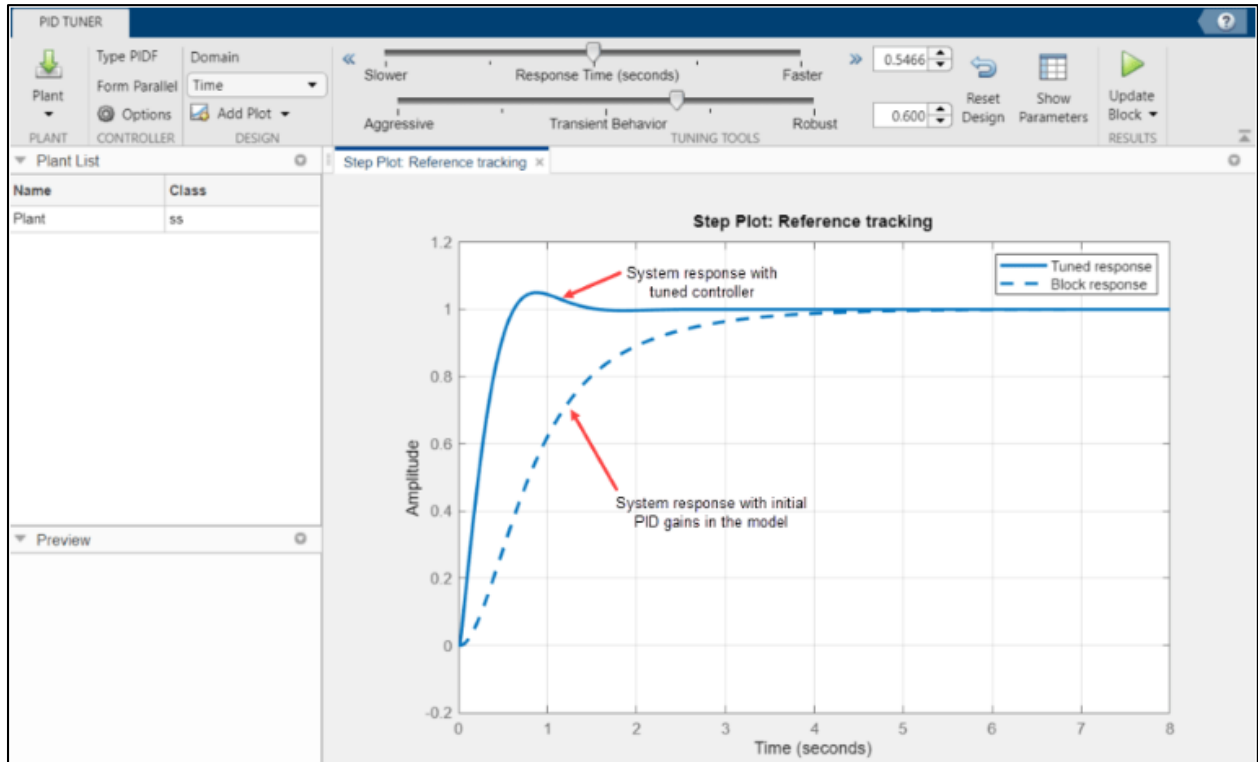 PID TUNER
?
Plant
PLANT
Type PIDF
Form Parallel
Options
CONTROLLER
Domain
Time
Add Plot
DESIGN
Slower
Response Time (seconds)
Faster
0.5466
Aggressive
Transient Behavior
Robust
0.600
TUNING TOOLS
Reset
Design
Show
Parameters
Update
Block
RESULTS
Plant List
Name Class
Plant ss
Preview
Step Plot: Reference tracking ×
Step Plot: Reference tracking
Tuned response
Block response
System response with
tuned controller
System response with initial
PID gains in the model
Amplitude
1.2
1
0.8
0.6
0.4
0.2
0
-0.2
0 1 2 3 4 5 6 7 8
Time (seconds)